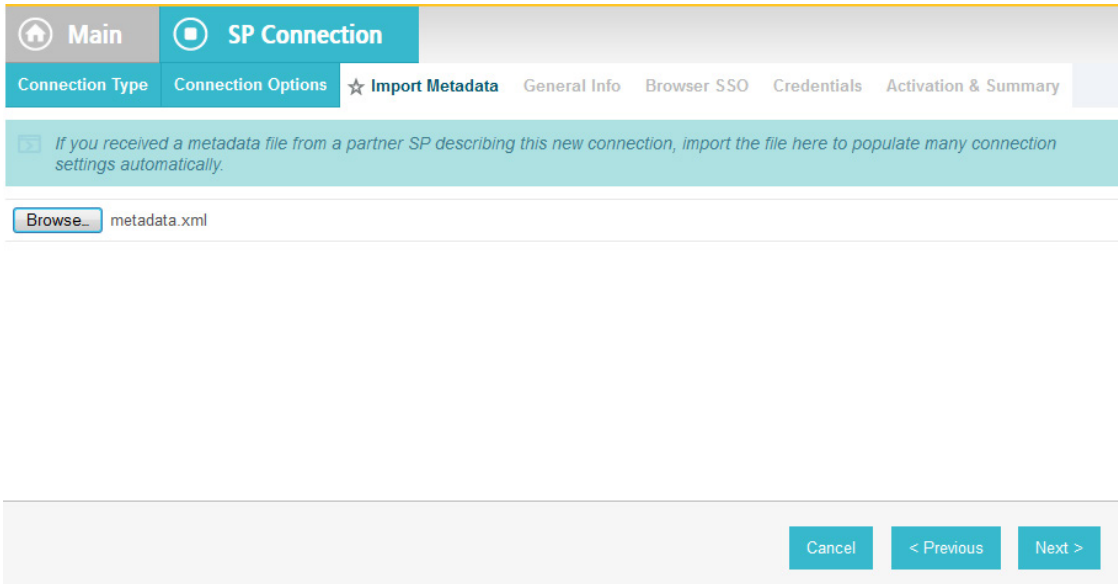 Main SP Connection
Connection Type Connection Options Import Metadata General Info Browser SSO Credentials Activation & Summary
If you received a metadata file from a partner SP describing this new connection, import the file here to populate many connection
settings automatically.
Browse... metadata.xml
Cancel < Previous Next >